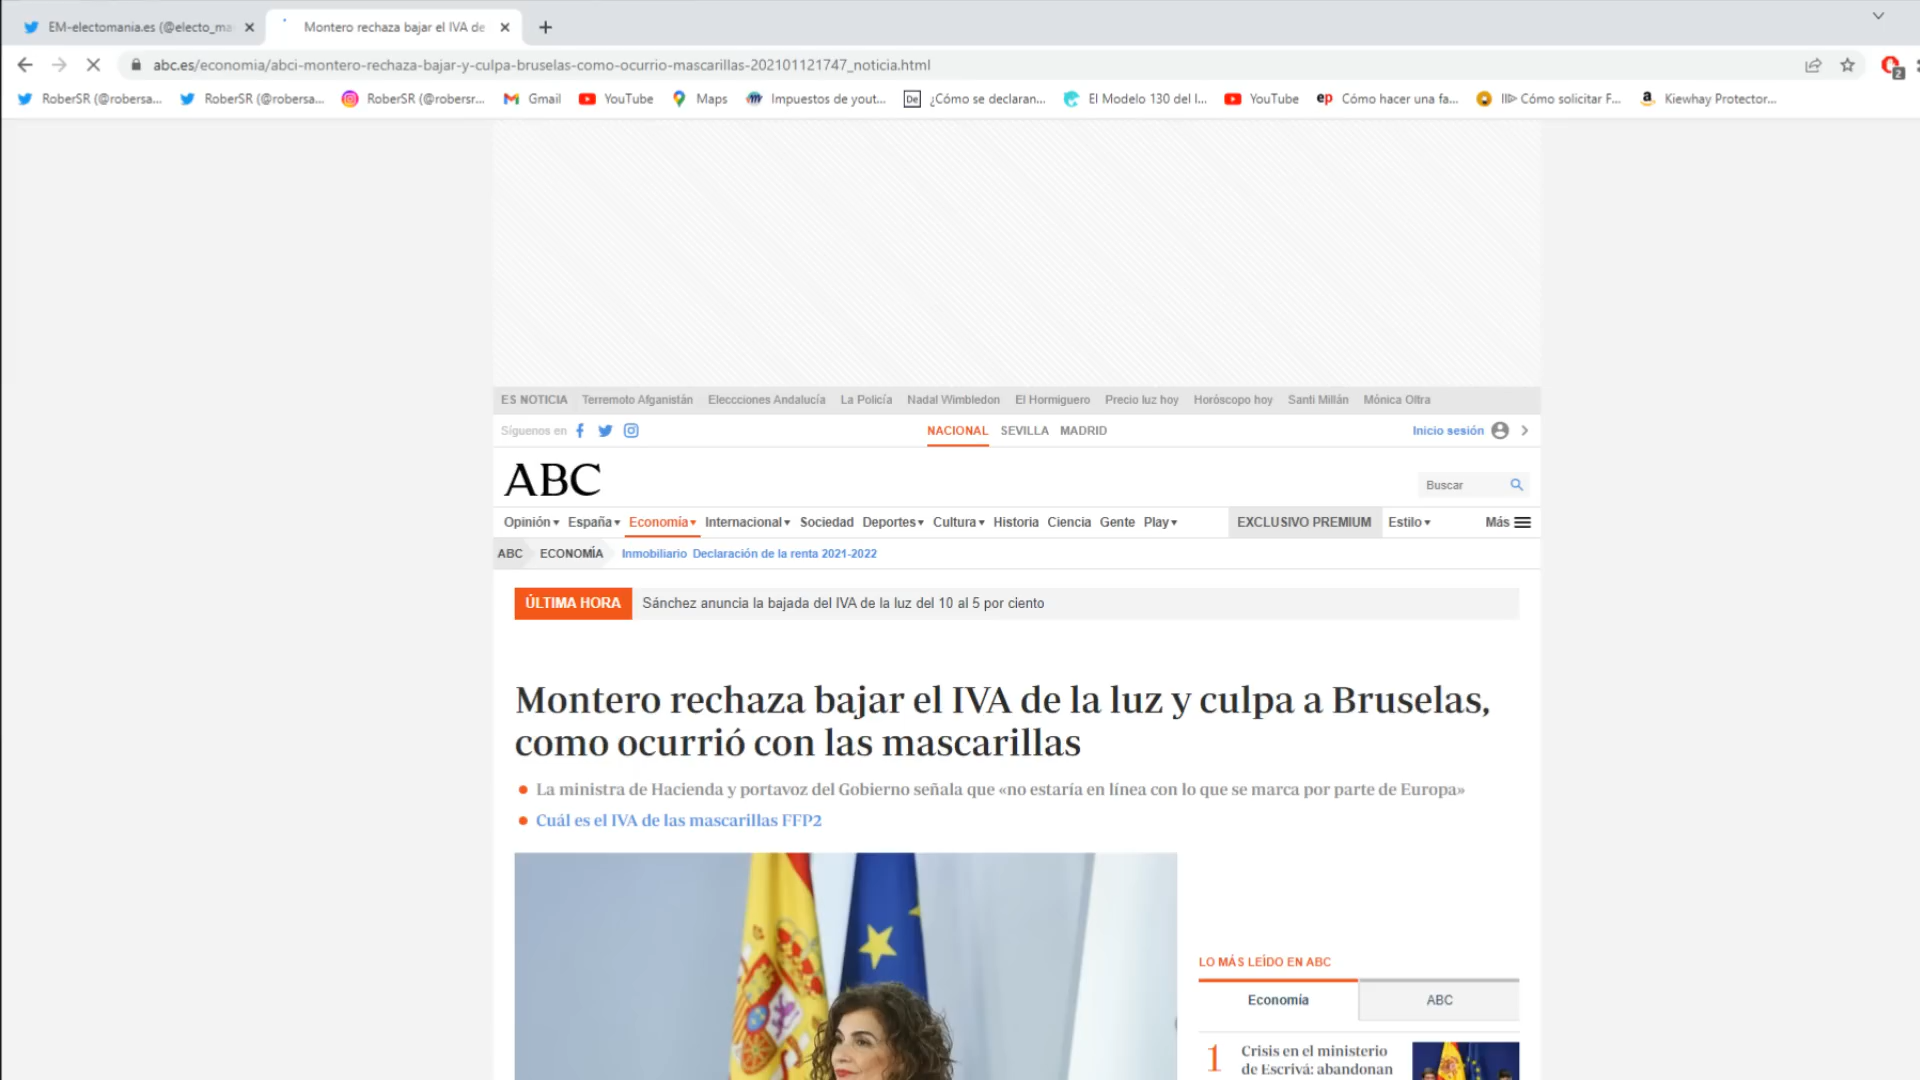 EM-electomania.es (@electo_ma
Montero rechaza bajar el IVA de
abc.es/economia/abci-montero-rechaza-bajar-y-culpa-bruselas-como-ocurrio-mascarillas-202101121747_noticia.html
2
RoberSR (@robersa... RoberSR (@robersa... RoberSR (@robersr... Gmail YouTube Maps Impuestos de yout... De ¿Cómo se declaran... El Modelo 130 del I... YouTube ep Cómo hacer una fa... II▷ Cómo solicitar F... a Kiewhay Protector...
ES NOTICIA Terremoto Afganistán Eleccciones Andalucía La Policía Nadal Wimbledon El Hormiguero Precio luz hoy Horóscopo hoy Santi Millán Mónica Oltra
Síguenos en NACIONAL SEVILLA MADRID Inicio sesión
ABC
Buscar
Opinión España Economía Internacional Sociedad Deportes Cultura Historia Ciencia Gente Play EXCLUSIVO PREMIUM Estilo Más
ABC ECONOMÍA Inmobiliario Declaración de la renta 2021-2022
ÚLTIMA HORA Sánchez anuncia la bajada del IVA de la luz del 10 al 5 por ciento
Montero rechaza bajar el IVA de la luz y culpa a Bruselas,
como ocurrió con las mascarillas
La ministra de Hacienda y portavoz del Gobierno señala que «no estaría en línea con lo que se marca por parte de Europa»
Cuál es el IVA de las mascarillas FFP2
LO MÁS LEÍDO EN ABC
Economía ABC
1 Crisis en el ministerio
de Escrivá: abandonan